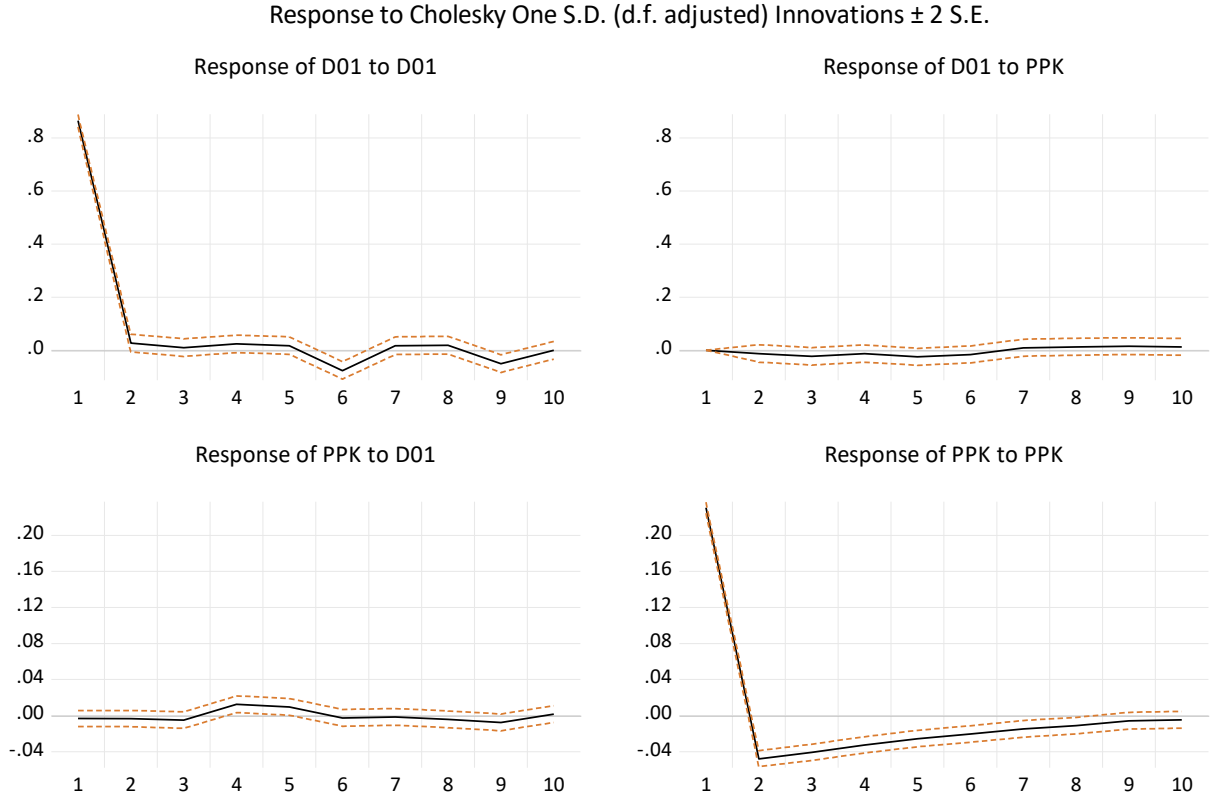 Response to Cholesky One S.D. (d.f. adjusted) Innovations ± 2 S.E.
Response of D01 to D01
.8
.6
.4
.2
.0
1 2 3 4 5 6 7 8 9 10
Response of D01 to PPK
.8
.6
.4
.2
.0
1 2 3 4 5 6 7 8 9 10
Response of PPK to D01
.20
.16
.12
.08
.04
.00
-.04
1 2 3 4 5 6 7 8 9 10
Response of PPK to PPK
.20
.16
.12
.08
.04
.00
-.04
1 2 3 4 5 6 7 8 9 10